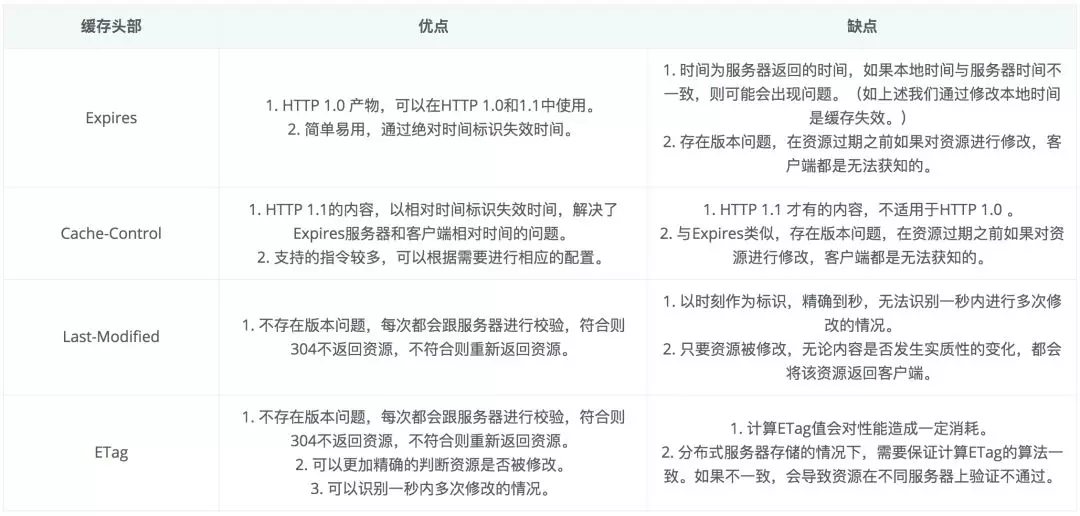 缓存头部
优点
缺点
Expires
1. HTTP 1.0 产物，可以在HTTP 1.0和1.1中使用。
2. 简单易用，通过绝对时间标识失效时间。
1. 时间为服务器返回的时间，如果本地时间与服务器时间不
一致，则可能会出现问题。（如上述我们通过修改本地时间
是缓存失效。）
2. 存在版本问题，在资源过期之前如果对资源进行修改，客
户端都是无法获知的。
Cache-Control
1. HTTP 1.1的内容，以相对时间标识失效时间，解决了
Expires服务器和客户端相对时间的问题。
2. 支持的指令较多，可以根据需要进行相应的配置。
1. HTTP 1.1 才有的内容，不适用于HTTP 1.0 。
2. 与Expires类似，存在版本问题，在资源过期之前如果对资
源进行修改，客户端都是无法获知的。
Last-Modified
1. 不存在版本问题，每次都会跟服务器进行校验，符合则
304不返回资源，不符合则重新返回资源。
1. 以时刻作为标识，精确到秒，无法识别一秒内进行多次修
改的情况。
2. 只要资源被修改，无论内容是否发生实质性的变化，都会
将该资源返回客户端。
ETag
1. 不存在版本问题，每次都会跟服务器进行校验，符合则
304不返回资源，不符合则重新返回资源。
2. 可以更加精确的判断资源是否被修改。
3. 可以识别一秒内多次修改的情况。
1. 计算ETag值会对性能造成一定消耗。
2. 分布式服务器存储的情况下，需要保证计算ETag的算法一
致。如果不一致，会导致资源在不同服务器上验证不通过。